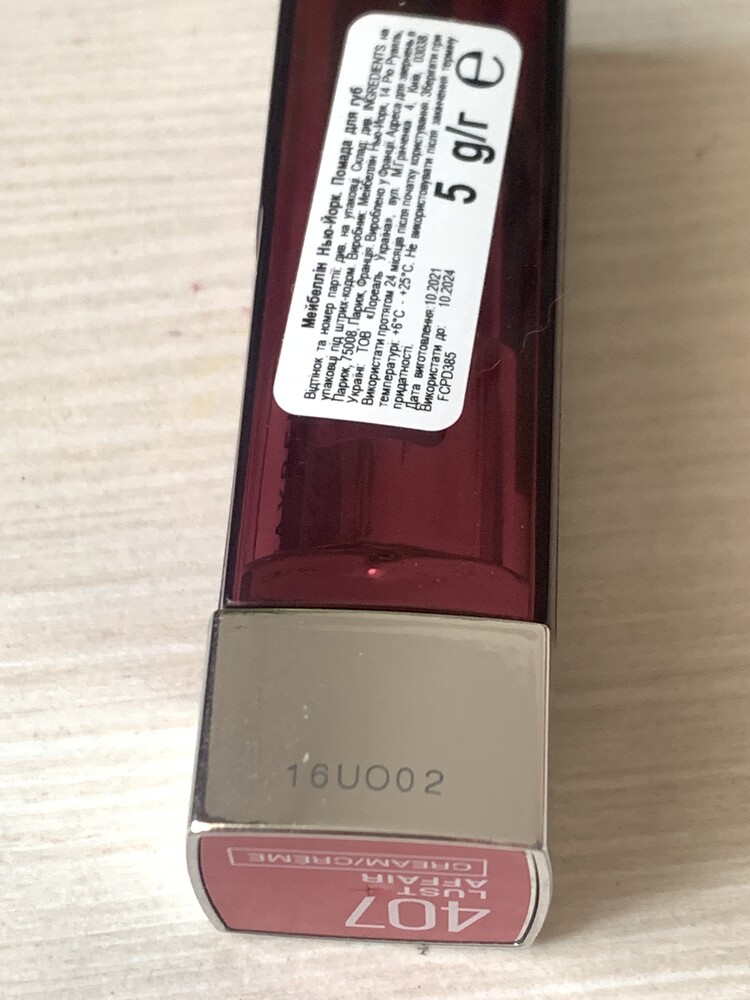 Мейбеллін Нью-Йорк. Помада для губ
Відтінок та номер партії: див. на упаковці. Склад: див. INGREDIENTS на
упаковці під штрих-кодом. Виробник: Мейбеллін Нью-Йорк, 14 Рю Руаяль,
Париж, 75008, Париж, Франція. Вироблено у Франції. Адреса для звернень в
Україні: ТОВ «Лореаль Україна», вул. М.Грінченка 4, Київ, 03038.
Використати протягом 24 місяців після початку користування. Зберігати при
температурі: +6°C - +25°C. Не використовувати після закінчення терміну
придатності.
Дата виготовлення:10.2021
Використати до: 10.2024
FCPD385
5 g/г e
16UO02
407
LUST
AFFAIR
CREAM/CRÈME